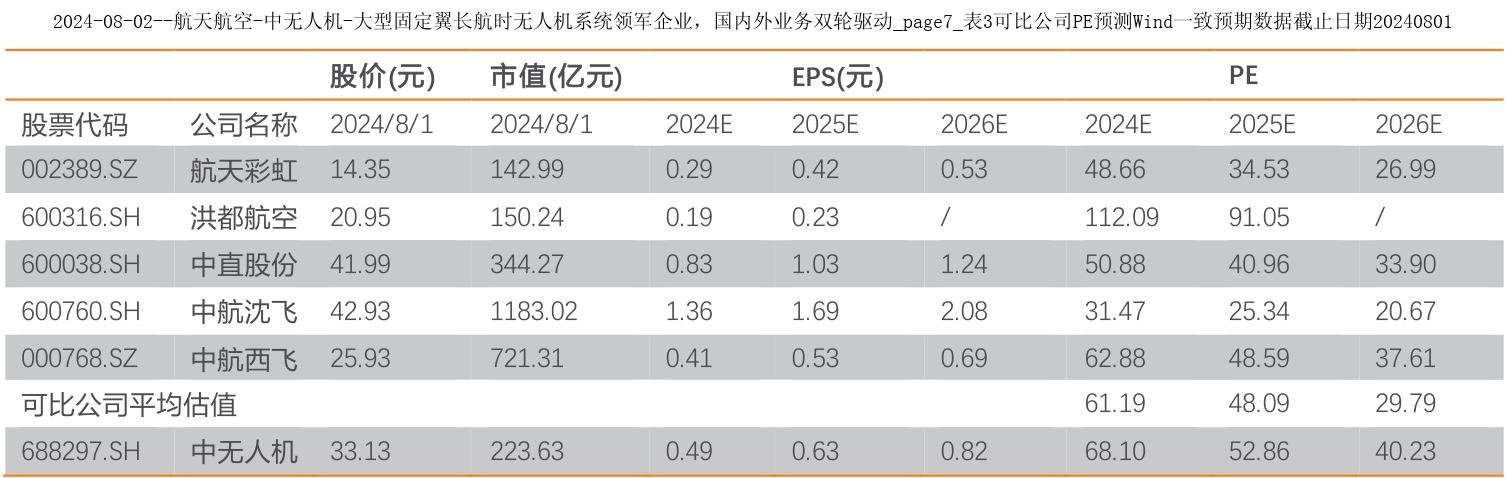 2024-08-02--航天航空-中无人机-大型固定翼长航时无人机系统领军企业，国内外业务双轮驱动_page7_表3可比公司PE预测Wind一致预期数据截止日期20240801
股价(元) 市值(亿元) EPS(元) PE
股票代码 公司名称 2024/8/1 2024/8/1 2024E 2025E 2026E 2024E 2025E 2026E
002389.SZ 航天彩虹 14.35 142.99 0.29 0.42 0.53 48.66 34.53 26.99
600316.SH 洪都航空 20.95 150.24 0.19 0.23 / 112.09 91.05 /
600038.SH 中直股份 41.99 344.27 0.83 1.03 1.24 50.88 40.96 33.90
600760.SH 中航沈飞 42.93 1183.02 1.36 1.69 2.08 31.47 25.34 20.67
000768.SZ 中航西飞 25.93 721.31 0.41 0.53 0.69 62.88 48.59 37.61
可比公司平均估值 61.19 48.09 29.79
688297.SH 中无人机 33.13 223.63 0.49 0.63 0.82 68.10 52.86 40.23